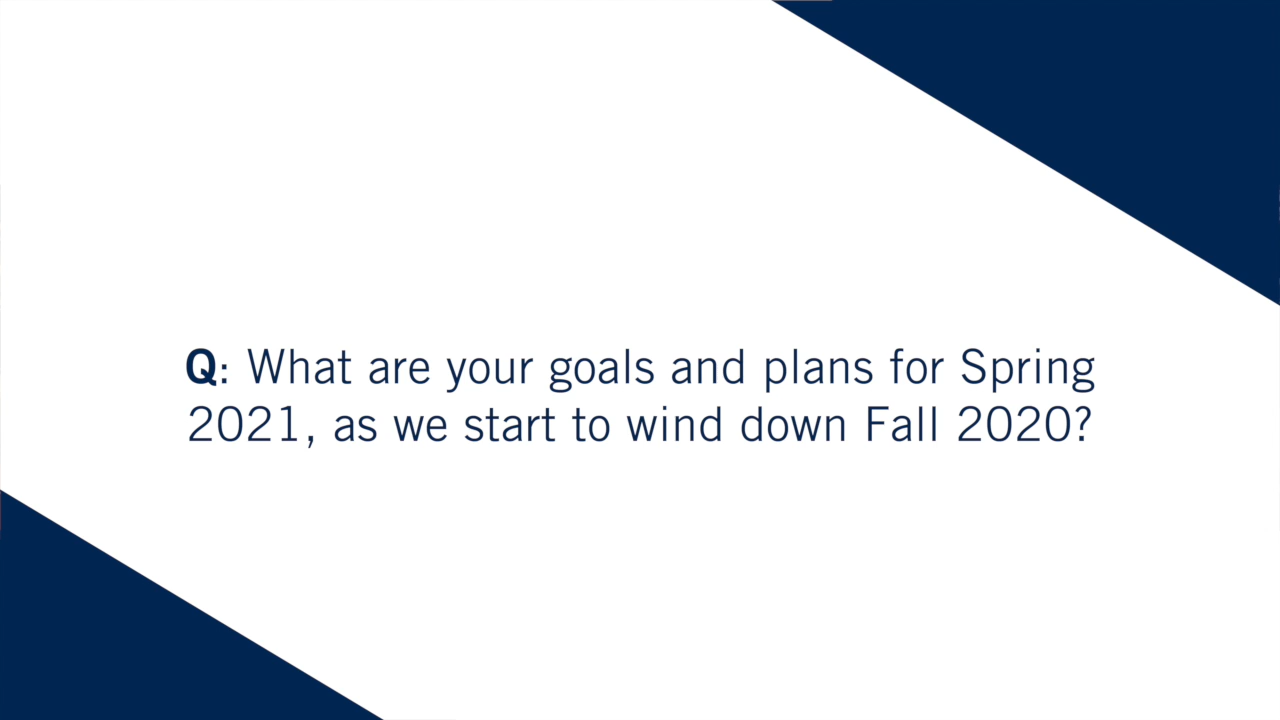 Q: What are your goals and plans for Spring
2021, as we start to wind down Fall 2020?